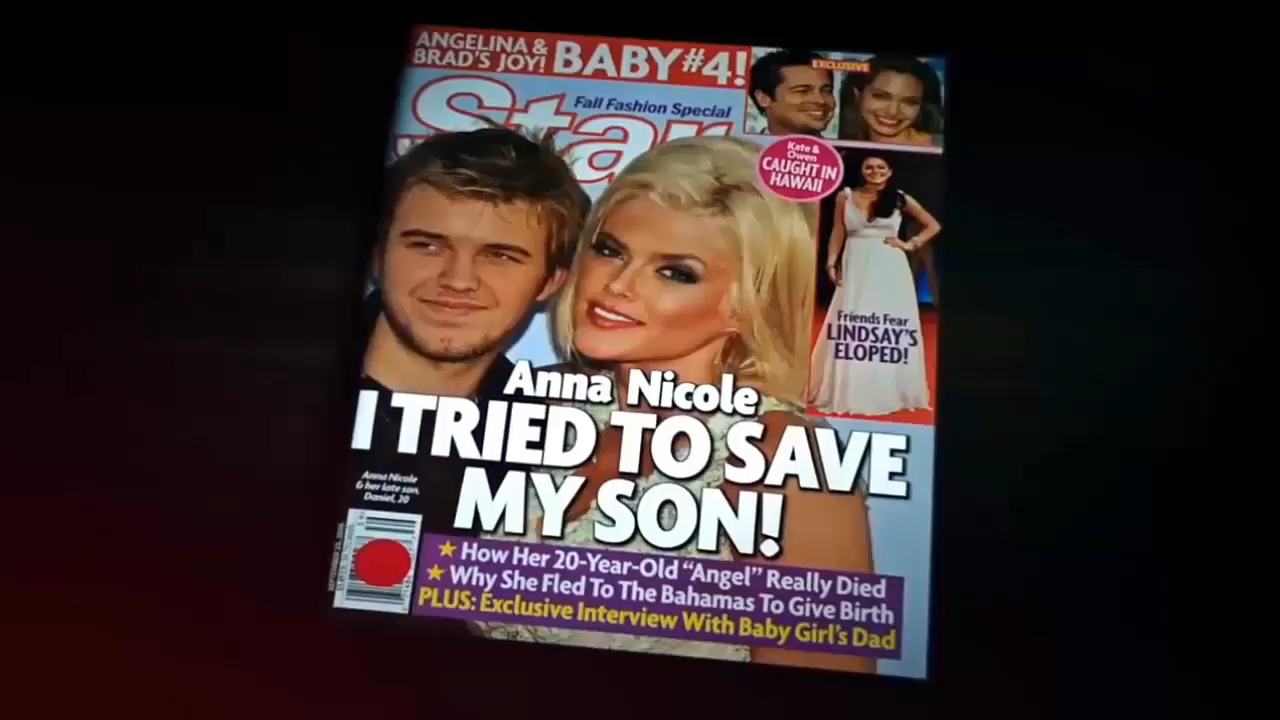 ANGELINA &
BRAD'S JOY! BABY #4!
EXCLUSIVE
Fall Fashion Special
Star
Kate &
Owen
CAUGHT IN
HAWAII
Friends Fear
LINDSAY'S
ELOPED!
Anna Nicole
I TRIED TO SAVE
MY SON!
Anna Nicole
& her late son,
Daniel, 20
How Her 20-Year-Old "Angel" Really Died
Why She Fled To The Bahamas To Give Birth
PLUS: Exclusive Interview With Baby Girl's Dad